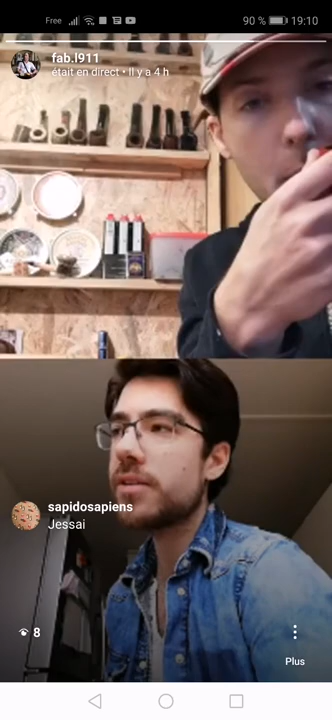 Free
90 %
19:10
fab.l911
était en direct • Il y a 4 h
sapidosapiens
Jessai
8
Plus